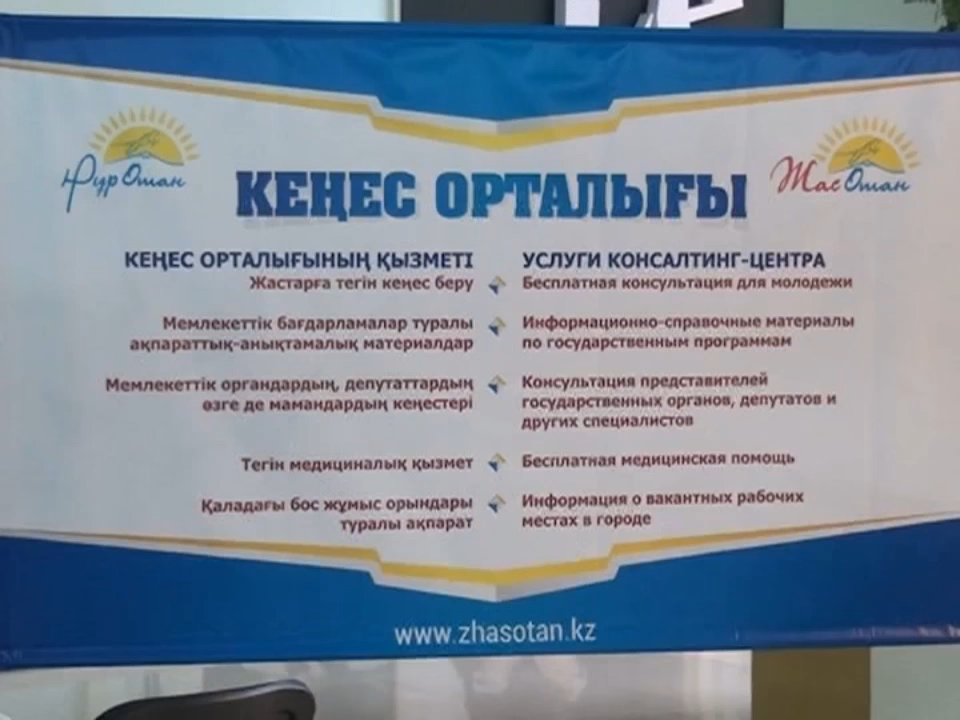 Нұр Отан
Жас Отан
КЕҢЕС ОРТАЛЫҒЫ
КЕҢЕС ОРТАЛЫҒЫНЫҢ ҚЫЗМЕТІ
Жастарға тегін кеңес беру
Мемлекеттік бағдарламалар туралы
ақпараттық-анықтамалық материалдар
Мемлекеттік органдардың, депутаттардың
өзге де мамандардың кеңестері
Тегін медициналық қызмет
Қаладағы бос жұмыс орындары
туралы ақпарат
УСЛУГИ КОНСАЛТИНГ-ЦЕНТРА
Бесплатная консультация для молодежи
Информационно-справочные материалы
по государственным программам
Консультация представителей
государственных органов, депутатов и
других специалистов
Бесплатная медицинская помощь
Информация о вакантных рабочих
местах в городе
www.zhasotan.kz